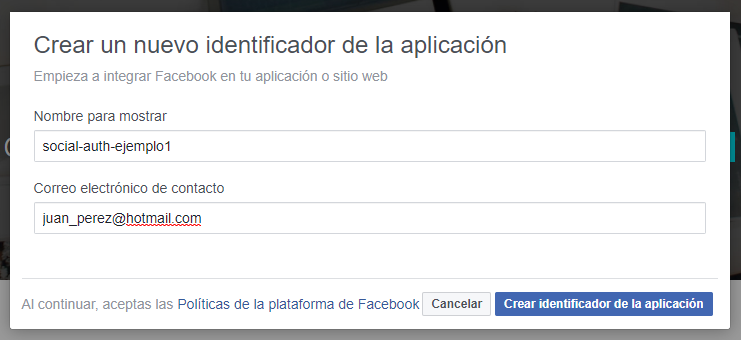 Crear un nuevo identificador de la aplicación
Empieza a integrar Facebook en tu aplicación o sitio web
Nombre para mostrar
social-auth-ejemplo1
Correo electrónico de contacto
juan_perez@hotmail.com
Al continuar, aceptas las Políticas de la plataforma de Facebook Cancelar Crear identificador de la aplicación